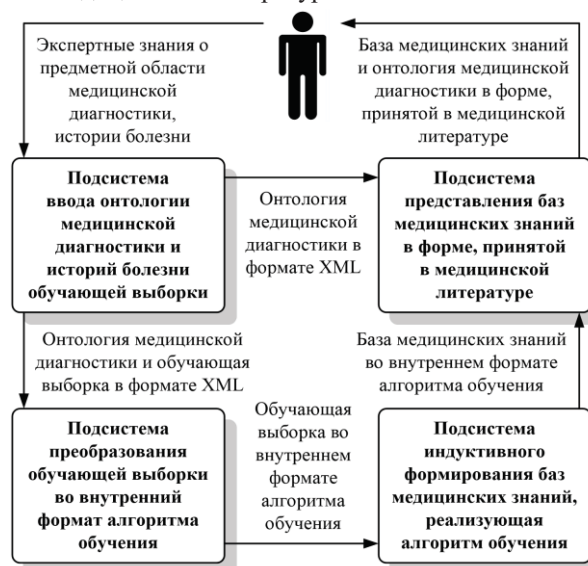 Экспертные знания о
предметной области
медицинской
диагностики,
истории болезни
База медицинских знаний
и онтология медицинской
диагностики в форме,
принятой в медицинской
литературе
Подсистема
ввода онтологии
медицинской
диагностики и
историй болезни
обучающей выборки
Онтология
медицинской
диагностики в
формате XML
Подсистема
представления баз
медицинских знаний
в форме, принятой
в медицинской
литературе
Онтология медицинской
диагностики и обучающая
выборка в формате XML
База медицинских знаний
во внутреннем формате
алгоритма обучения
Подсистема
преобразования
обучающей выборки
во внутренний
формат алгоритма
обучения
Обучающая
выборка во
внутреннем
формате
алгоритма
обучения
Подсистема
индуктивного
формирования баз
медицинских знаний,
реализующая
алгоритм обучения